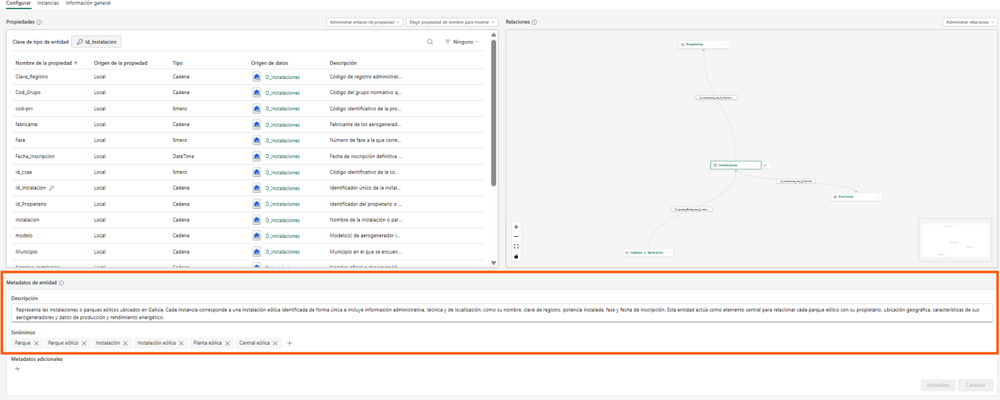 Configurar Instancias Información general
Propiedades
Administrar enlaces de propiedad
Elegir propiedad de nombre para mostrar
Relaciones
Administrar relaciones
Clave de tipo de entidad Id_Instalacion
Ninguno
Nombre de la propiedad ↑ Origen de la propiedad Tipo Origen de datos Descripción
Clave_Registro Local Cadena D_Instalaciones Código de registro administrat...
Cod_Grupo Local Cadena D_Instalaciones Código del grupo normativo q...
cod-prv Local Entero D_Instalaciones Código identificativo de la pro...
fabricante Local Cadena D_Instalaciones Fabricante de los aerogenerad...
Fase Local Entero D_Instalaciones Número de fase a la que corre...
Fecha_Inscripcion Local DateTime D_Instalaciones Fecha de inscripción definitiva ...
Id_ccaa Local Entero D_Instalaciones Código identificativo de la co...
Id_Instalacion Local Cadena D_Instalaciones Identificador único de la instal...
Id_Propietario Local Cadena D_Instalaciones Identificador del propietario o ...
Instalacion Local Cadena D_Instalaciones Nombre de la instalación o par...
modelo Local Cadena D_Instalaciones Modelo(s) de aerogenerador i...
Municipio Local Cadena D_Instalaciones Municipio en el que se encuen...
Propietarios
Instalaciones
Provincias
Ingresos y Generacion
Metadatos de entidad
Descripción
Representa las instalaciones o parques eólicos ubicados en Galicia. Cada instancia corresponde a una instalación eólica identificada de forma única e incluye información administrativa, técnica y de localización, como su nombre, clave de registro, potencia instalada, fase y fecha de inscripción. Esta entidad actúa como elemento central para relacionar cada parque eólico con su propietario, ubicación geográfica, características de sus
aerogeneradores y datos de producción y rendimiento energético.
Sinónimos
Parque Parque eólico Instalación Instalación eólica Planta eólica Central eólica
Metadatos adicionales
Actualizar Cancelar